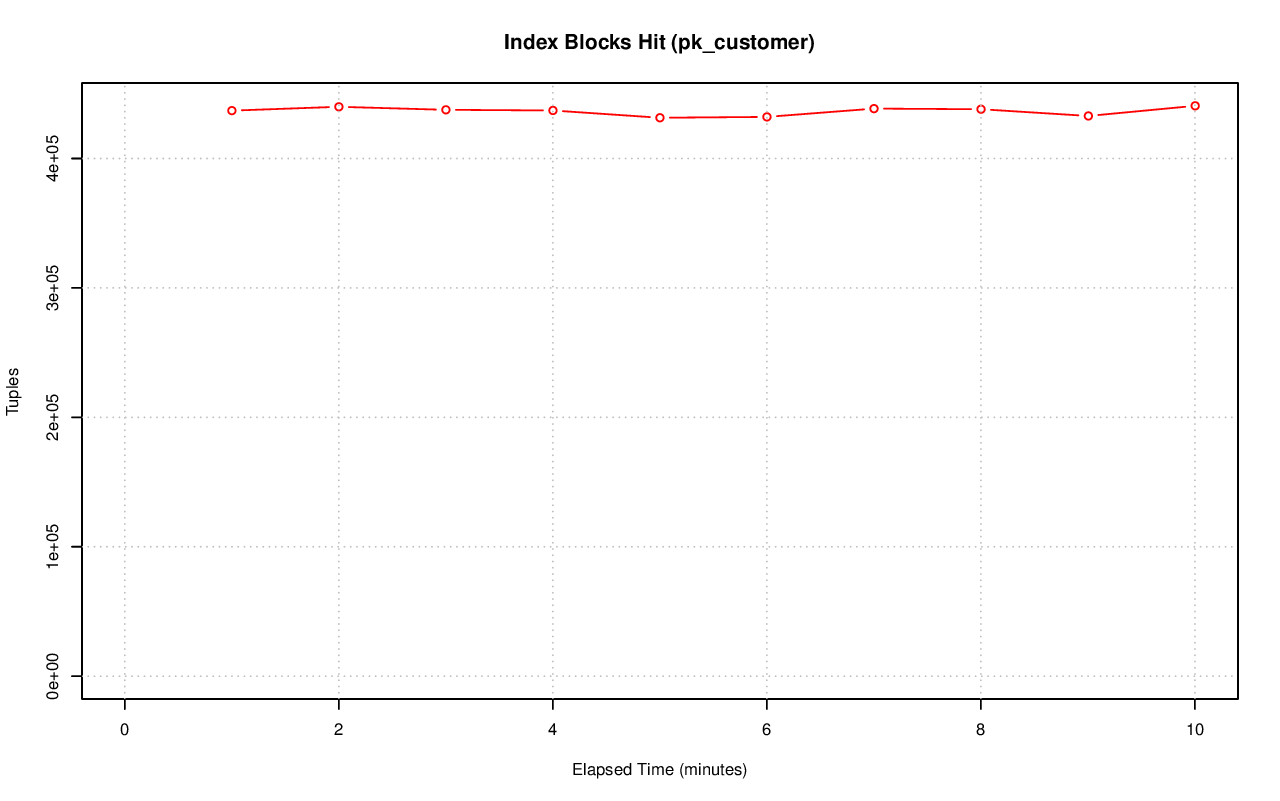 Index Blocks Hit (pk_customer)
Tuples
4e+05
3e+05
2e+05
1e+05
0e+00
0 2 4 6 8 10
Elapsed Time (minutes)